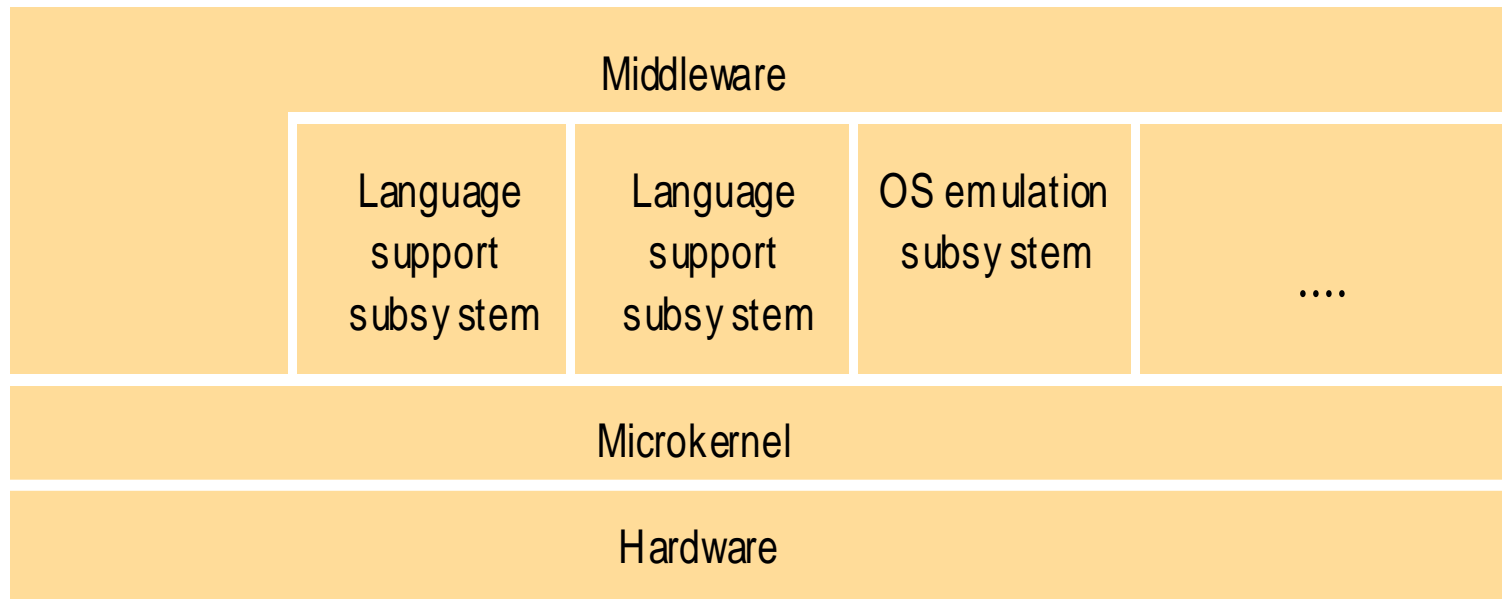 Middleware
Language
support
subsystem
Language
support
subsystem
OS emulation
subsystem
....
Microkernel
Hardware